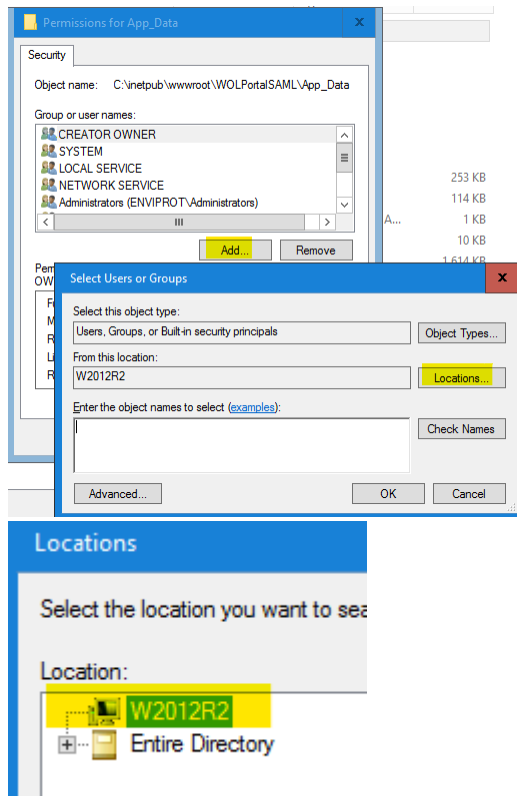 Permissions for App_Data
x
Security
Object name: C:\inetpub\wwwroot\WOLPortalSAML\App_Data
Group or user names:
CREATOR OWNER
SYSTEM
LOCAL SERVICE
NETWORK SERVICE
Administrators (ENVIPROT\Administrators)
253 KB
114 KB
A... 1 KB
10 KB
1 614 KB
Add... Remove
Select Users or Groups
x
Select this object type:
Users, Groups, or Built-in security principals
Object Types...
From this location:
W2012R2
Locations...
Enter the object names to select (examples):
Check Names
Advanced...
OK
Cancel
Locations
Select the location you want to sea
Location:
W2012R2
Entire Directory